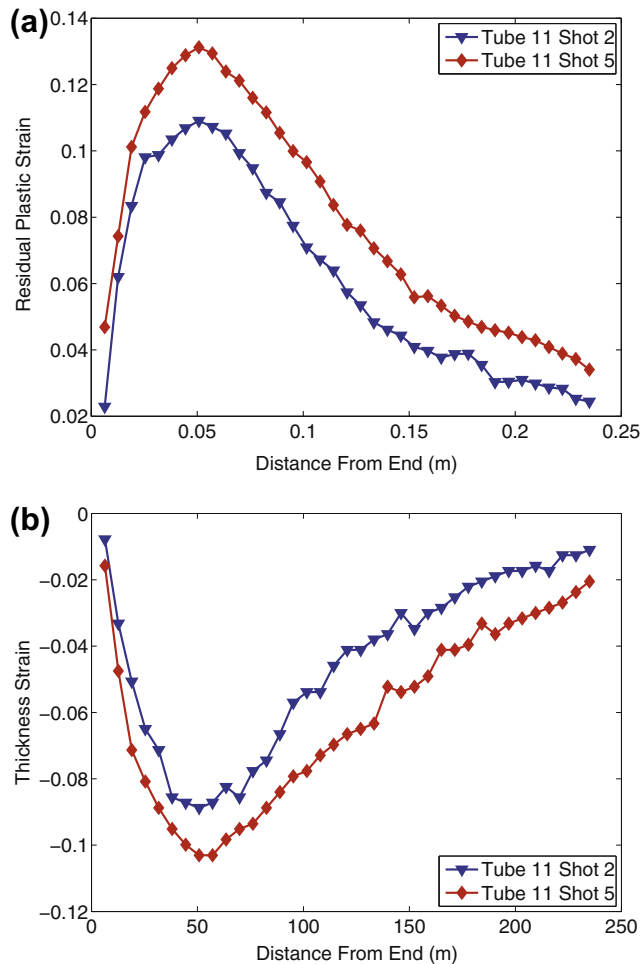 (a)
0.14
0.12
0.1
0.08
0.06
0.04
0.02
Residual Plastic Strain
Tube 11 Shot 2
Tube 11 Shot 5
0
0.05
0.1
0.15
0.2
0.25
Distance From End (m)
(b)
0
−0.02
−0.04
−0.06
−0.08
−0.1
−0.12
Thickness Strain
Tube 11 Shot 2
Tube 11 Shot 5
0
50
100
150
200
250
Distance From End (m)